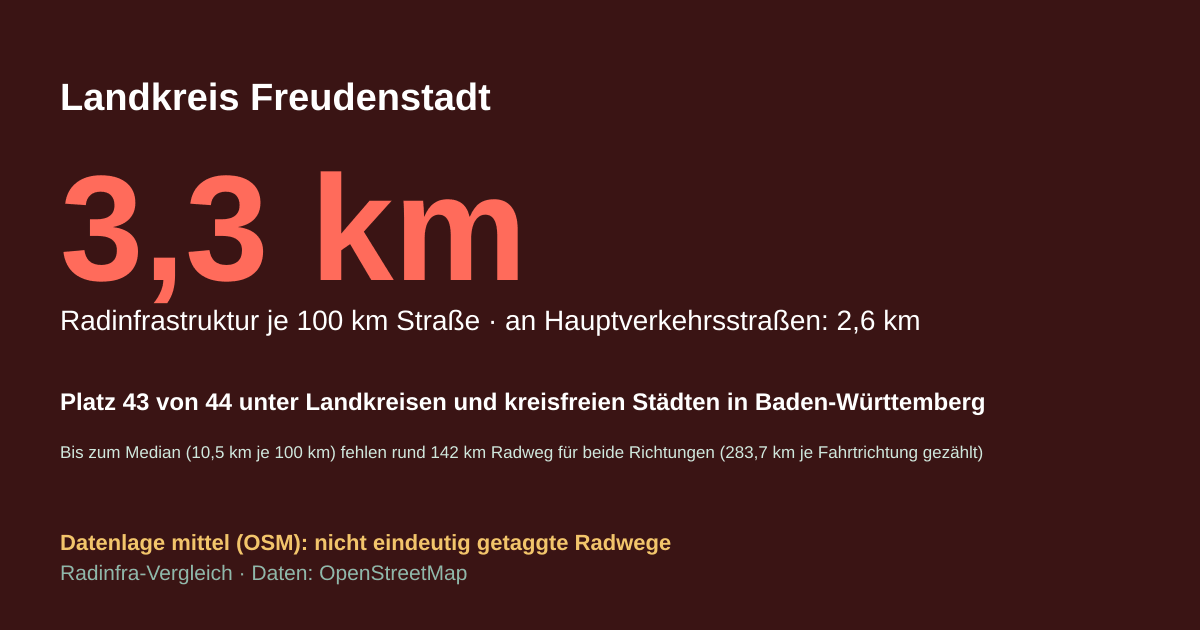 Landkreis Freudenstadt
3,3 km
Radinfrastruktur je 100 km Straße · an Hauptverkehrsstraßen: 2,6 km
Platz 43 von 44 unter Landkreisen und kreisfreien Städten in Baden-Württemberg
Bis zum Median (10,5 km je 100 km) fehlen rund 142 km Radweg für beide Richtungen (283,7 km je Fahrtrichtung gezählt)
Datenlage mittel (OSM): nicht eindeutig getaggte Radwege
Radinfra-Vergleich · Daten: OpenStreetMap